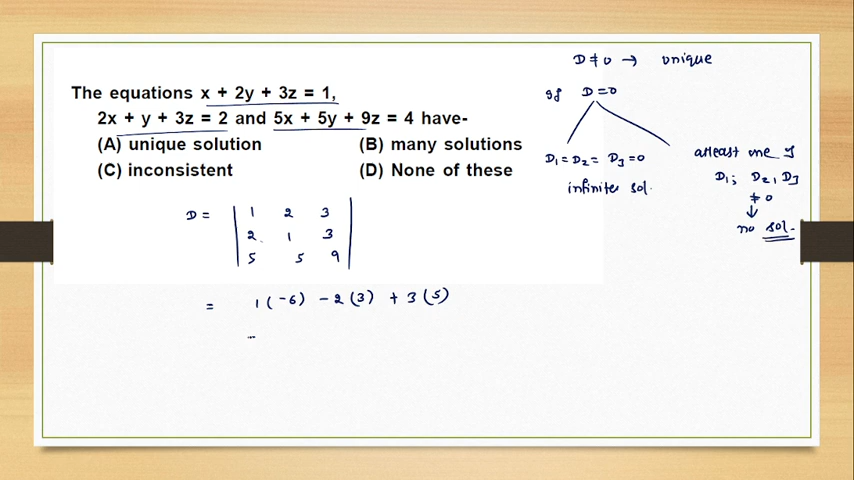 The equations x + 2y + 3z = 1,
2x + y + 3z = 2 and 5x + 5y + 9z = 4 have-
(A) unique solution (B) many solutions
(C) inconsistent (D) None of these
D ≠ 0 → unique
If D = 0
D1 = D2 = D3 = 0
infinite sol.
atleast one of
D1, D2, D3
≠ 0
↓
no sol.
D = | 1 2 3 |
| 2 1 3 |
| 5 5 9 |
= 1(-6) - 2(3) + 3(5)